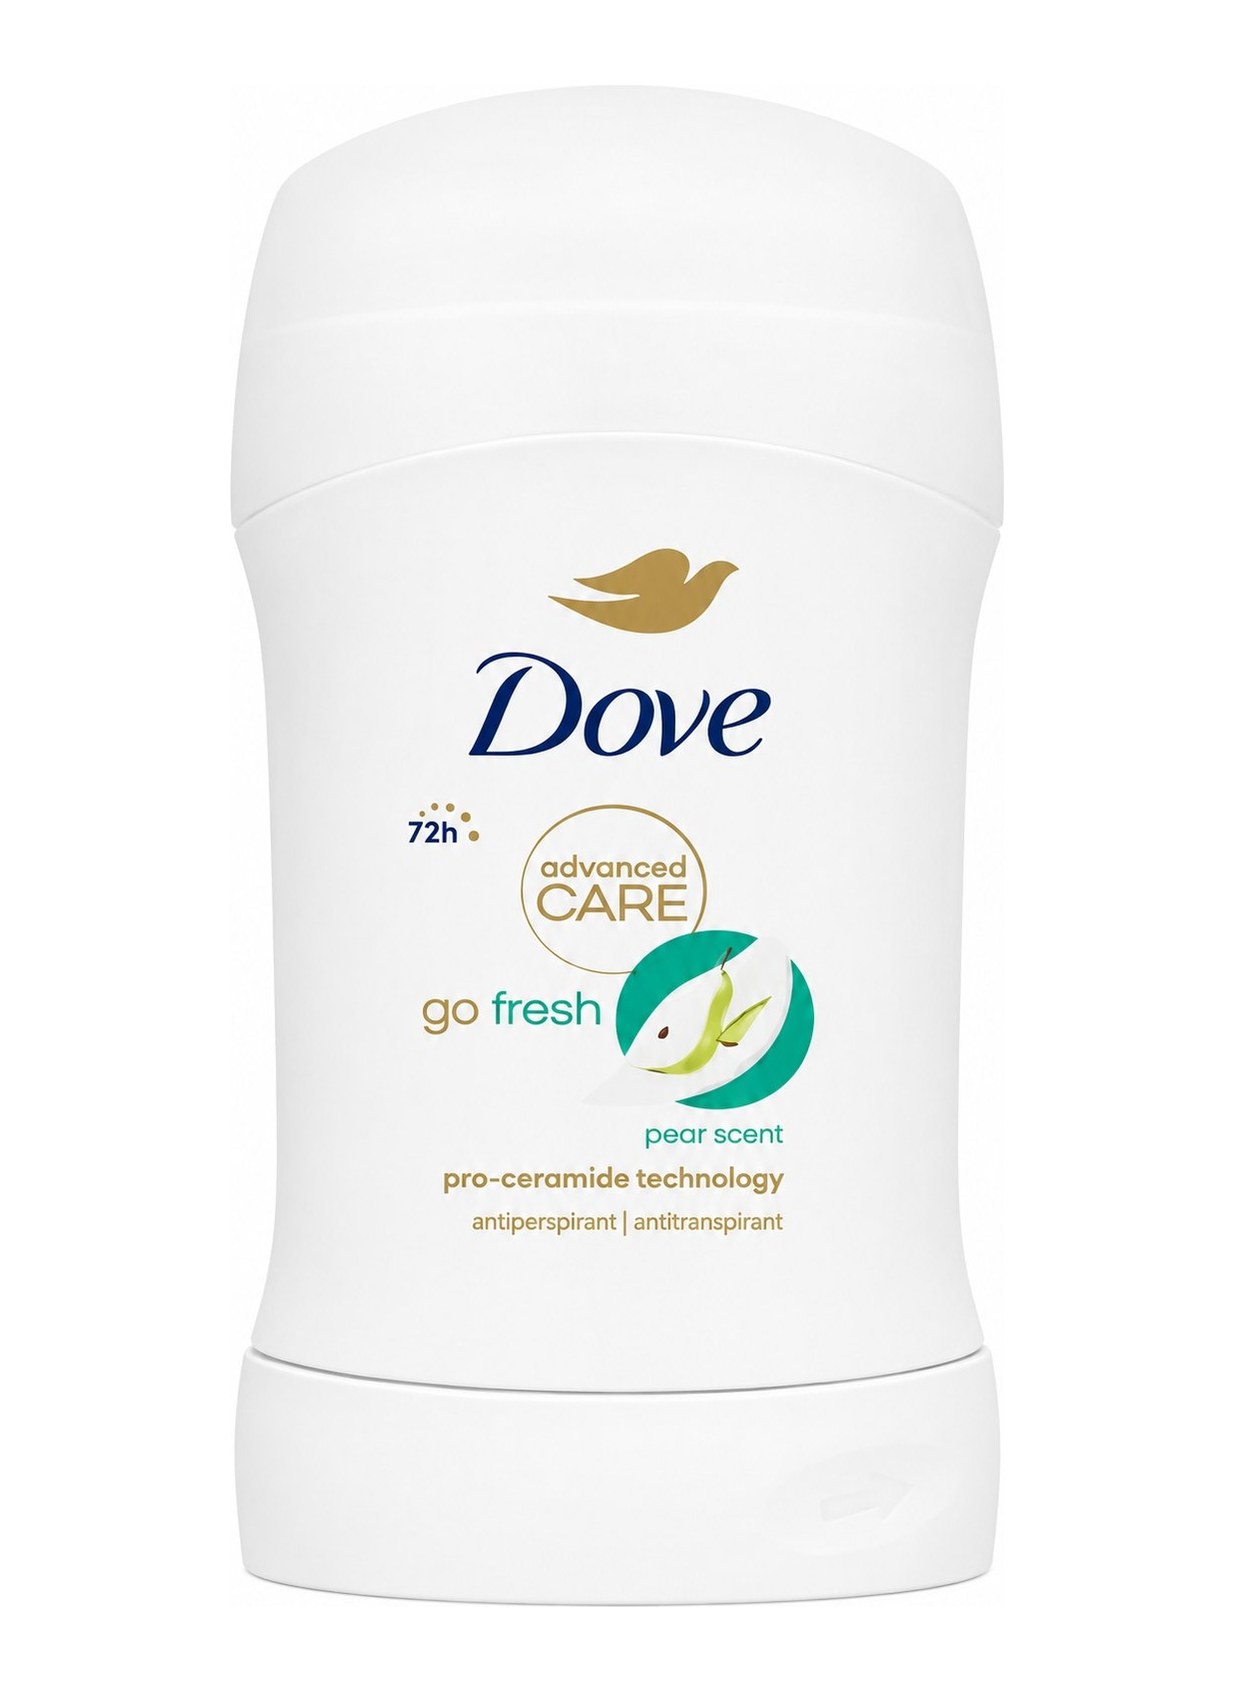 Dove
72h
advanced
CARE
go fresh
pear scent
pro-ceramide technology
antiperspirant | antitranspirant